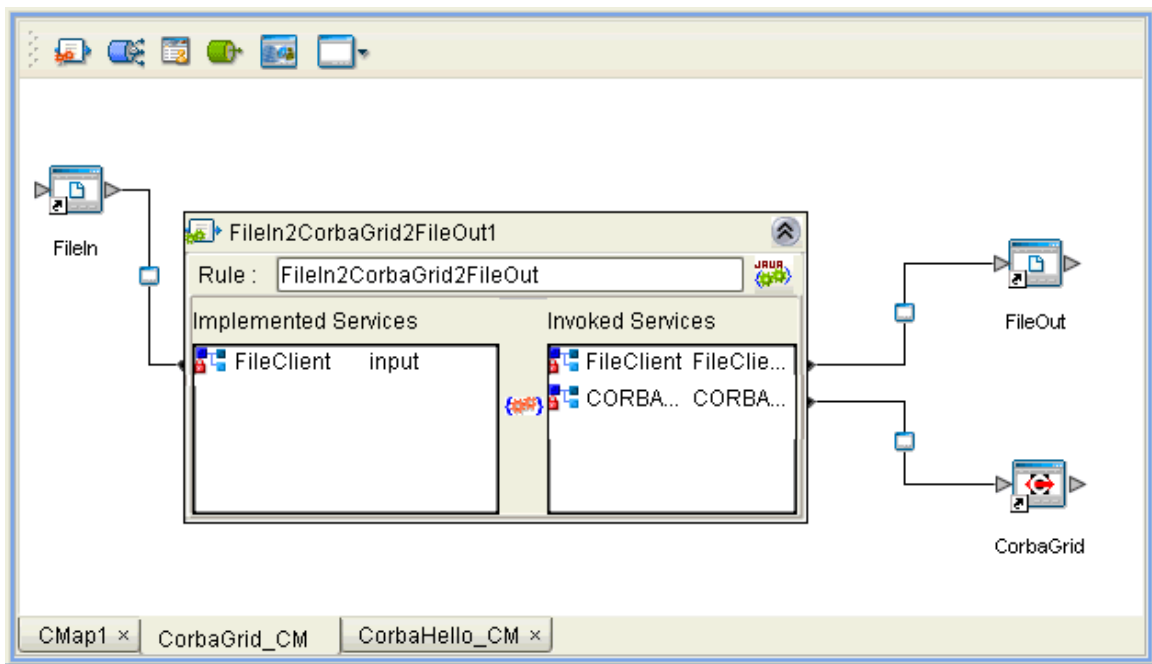 FileIn
FileIn2CorbaGrid2FileOut1
Rule : FileIn2CorbaGrid2FileOut
JAVA
Implemented Services
Invoked Services
FileClient input
FileClient FileClie...
CORBA... CORBA...
FileOut
CorbaGrid
CMap1 × CorbaGrid_CM CorbaHello_CM ×